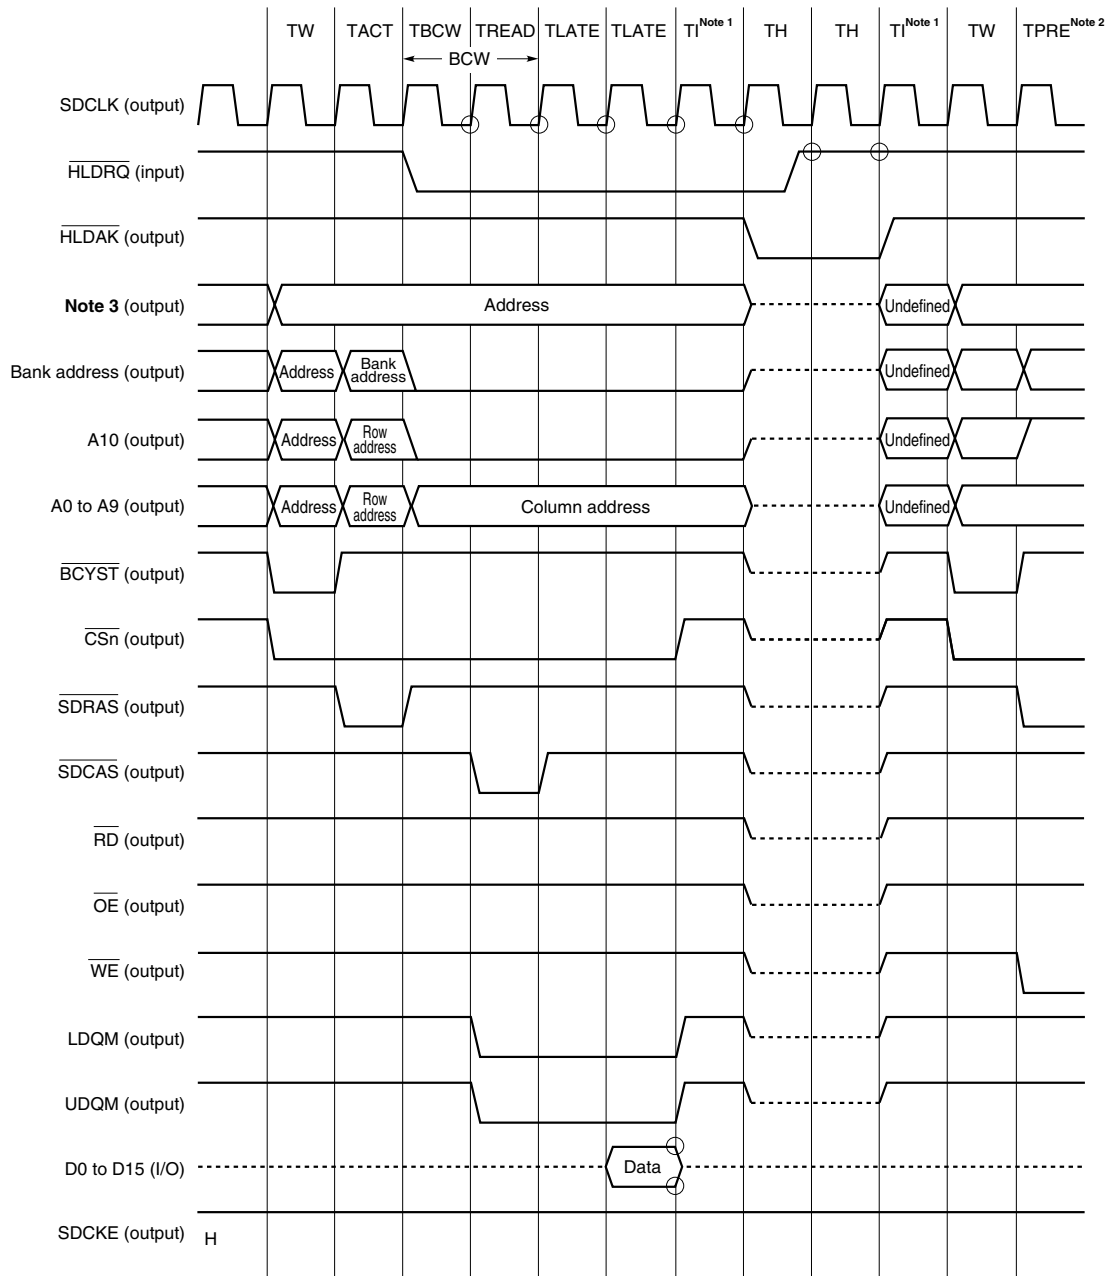 TW TACT TBCW TREAD TLATE TLATE TI Note 1 TH TH TI Note 1 TW TPRE Note 2
BCW
SDCLK (output)
HLDRQ (input)
HLDAK (output)
Note 3 (output) Address Undefined
Bank address (output) Address Bank address Undefined
A10 (output) Address Row address Undefined
A0 to A9 (output) Address Row address Column address Undefined
BCYST (output)
CSn (output)
SDRAS (output)
SDCAS (output)
RD (output)
OE (output)
WE (output)
LDQM (output)
UDQM (output)
D0 to D15 (I/O) Data
SDCKE (output) H